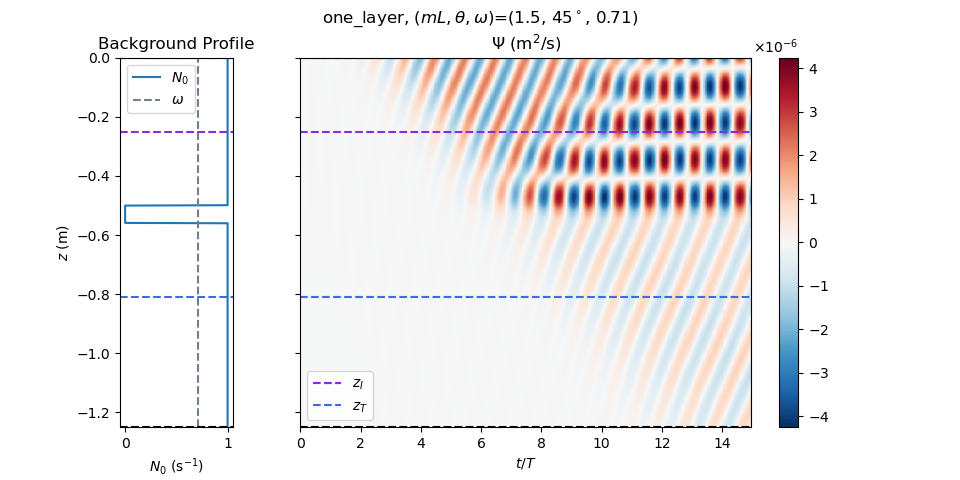 one_layer, (mL, θ, ω)=(1.5, 45°, 0.71)
Background Profile
Ψ (m²/s)
×10⁻⁶
N₀
ω
z_I
z_T
0.0
−0.2
−0.4
−0.6
−0.8
−1.0
−1.2
z (m)
0 1
N₀ (s⁻¹)
0 2 4 6 8 10 12 14
t/T
4
3
2
1
0
−1
−2
−3
−4